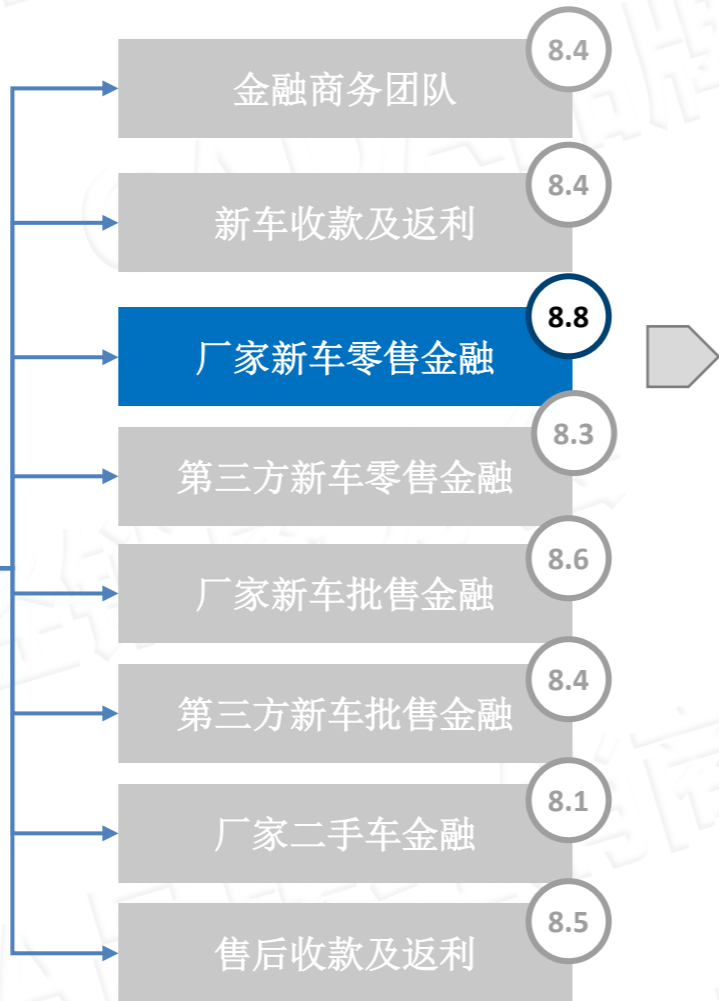 8.4
金融商务团队
8.4
新车收款及返利
8.8
厂家新车零售金融
8.3
第三方新车零售金融
8.6
厂家新车批售金融
8.4
第三方新车批售金融
8.1
厂家二手车金融
8.5
售后收款及返利